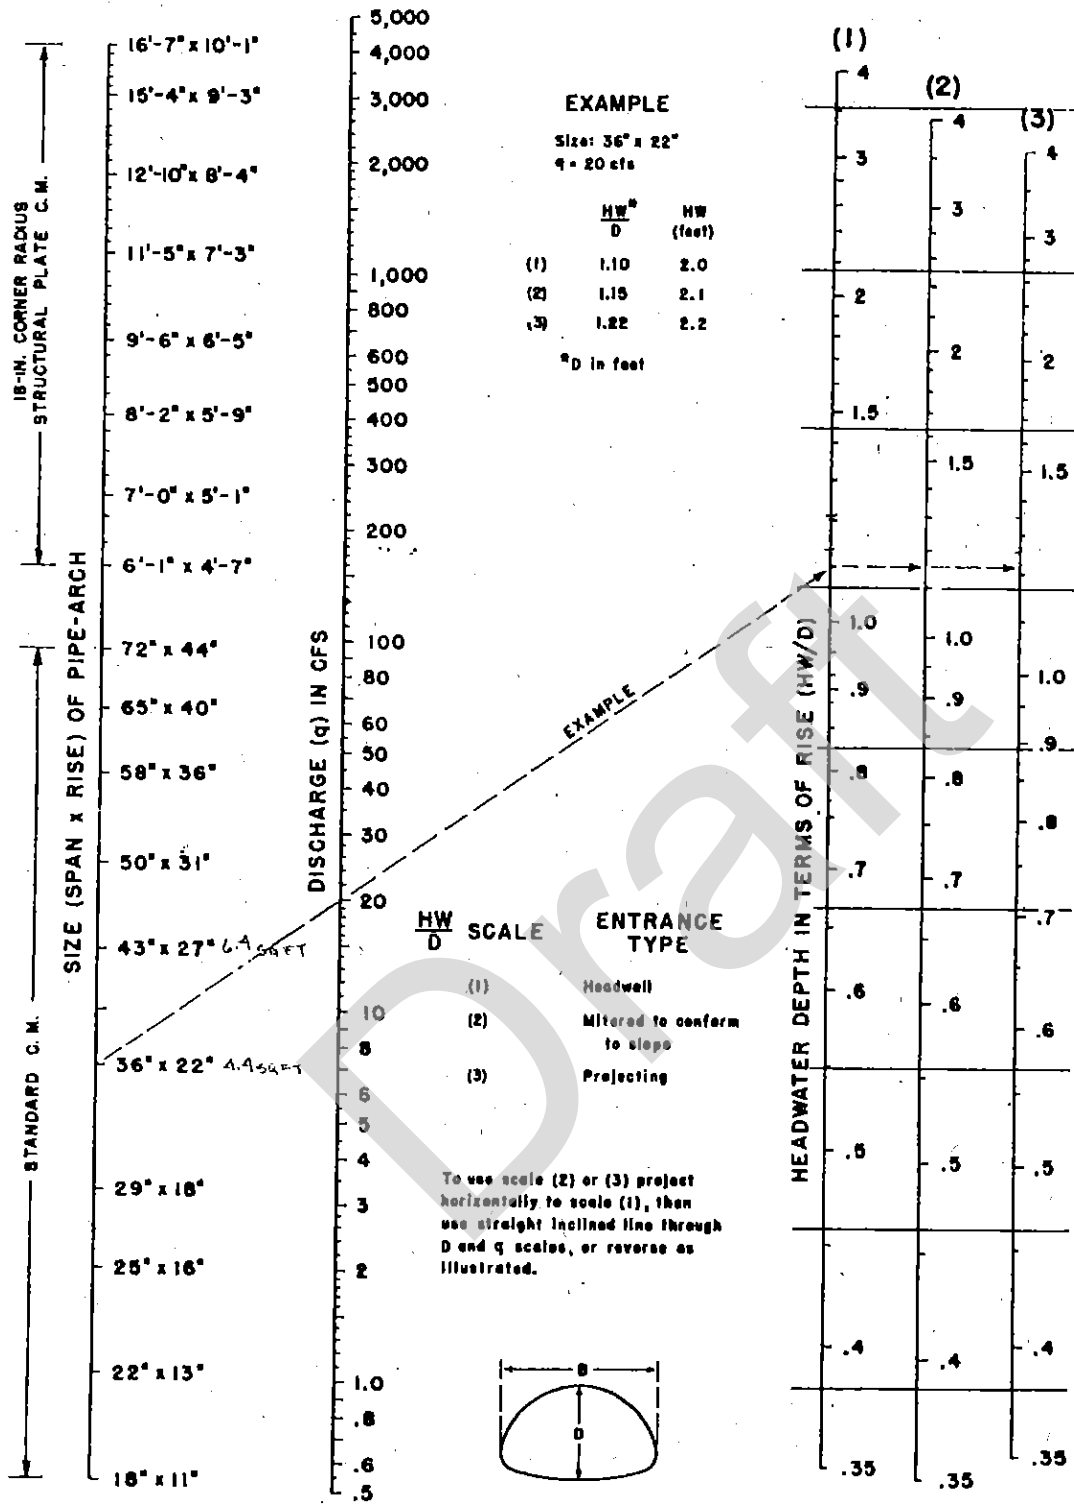 16'-7" x 10'-1"
15'-4" x 9'-3"
12'-10" x 8'-4"
11'-5" x 7'-3"
9'-6" x 6'-5"
8'-2" x 5'-9"
7'-0" x 5'-1"
6'-1" x 4'-7"
72" x 44"
65" x 40"
58" x 36"
50" x 31"
43" x 27" 6.4 SQ FT
36" x 22" 4.4 SQ FT
29" x 18"
25" x 16"
22" x 13"
18" x 11"
18-IN. CORNER RADIUS
STRUCTURAL PLATE C.M.
STANDARD C.M.
SIZE (SPAN x RISE) OF PIPE-ARCH
5,000
4,000
3,000
2,000
1,000
800
600
500
400
300
200
100
80
60
50
40
30
20
10
8
6
5
4
3
2
1.0
.8
.6
.5
DISCHARGE (q) IN CFS
EXAMPLE
Size: 36" x 22"
q = 20 cfs
HW* HW
D (feet)
(1) 1.10 2.0
(2) 1.15 2.1
(3) 1.22 2.2
*D in feet
EXAMPLE
HW SCALE ENTRANCE
D TYPE
(1) Headwall
(2) Mitered to conform
to slope
(3) Projecting
To use scale (2) or (3) project
horizontally to scale (1), then
use straight inclined line through
D and q scales, or reverse as
illustrated.
B
D
HEADWATER DEPTH IN TERMS OF RISE (HW/D)
(1)
4
3
2
1.5
1.0
.9
.8
.7
.6
.5
.4
.35
(2)
4
3
2
1.5
1.0
.9
.8
.7
.6
.5
.4
.35
(3)
4
3
2
1.5
1.0
.9
.8
.7
.6
.5
.4
.35
Draft